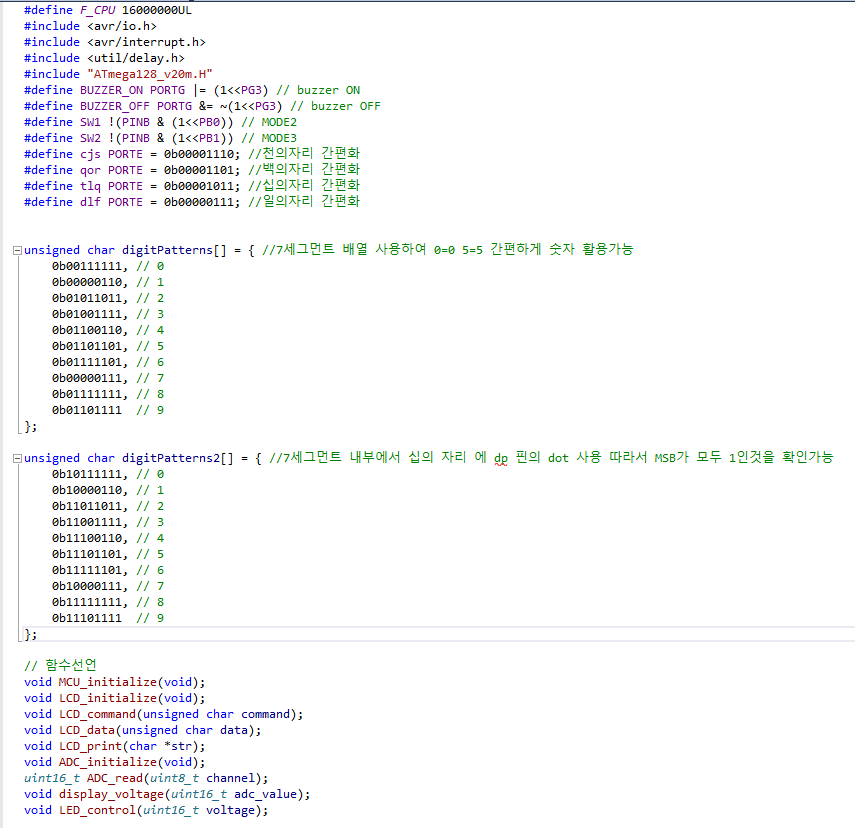 #define F_CPU 16000000UL
#include <avr/io.h>
#include <avr/interrupt.h>
#include <util/delay.h>
#include "ATmega128_v20m.H"
#define BUZZER_ON PORTG |= (1<<PG3) // buzzer ON
#define BUZZER_OFF PORTG &= ~(1<<PG3) // buzzer OFF
#define SW1 !(PINB & (1<<PB0)) // MODE2
#define SW2 !(PINB & (1<<PB1)) // MODE3
#define cjs PORTE = 0b00001110; //천의자리 간편화
#define qor PORTE = 0b00001101; //백의자리 간편화
#define tlq PORTE = 0b00001011; //십의자리 간편화
#define dlf PORTE = 0b00000111; //일의자리 간편화
unsigned char digitPatterns[] = { //7세그먼트 배열 사용하여 0=0 5=5 간편하게 숫자 활용가능
0b00111111, // 0
0b00000110, // 1
0b01011011, // 2
0b01001111, // 3
0b01100110, // 4
0b01101101, // 5
0b01111101, // 6
0b00000111, // 7
0b01111111, // 8
0b01101111 // 9
};
unsigned char digitPatterns2[] = { //7세그먼트 내부에서 십의 자리 에 dp 핀의 dot 사용 따라서 MSB가 모두 1인것을 확인가능
0b10111111, // 0
0b10000110, // 1
0b11011011, // 2
0b11001111, // 3
0b11100110, // 4
0b11101101, // 5
0b11111101, // 6
0b10000111, // 7
0b11111111, // 8
0b11101111 // 9
};
// 함수선언
void MCU_initialize(void);
void LCD_initialize(void);
void LCD_command(unsigned char command);
void LCD_data(unsigned char data);
void LCD_print(char *str);
void ADC_initialize(void);
uint16_t ADC_read(uint8_t channel);
void display_voltage(uint16_t adc_value);
void LED_control(uint16_t voltage);